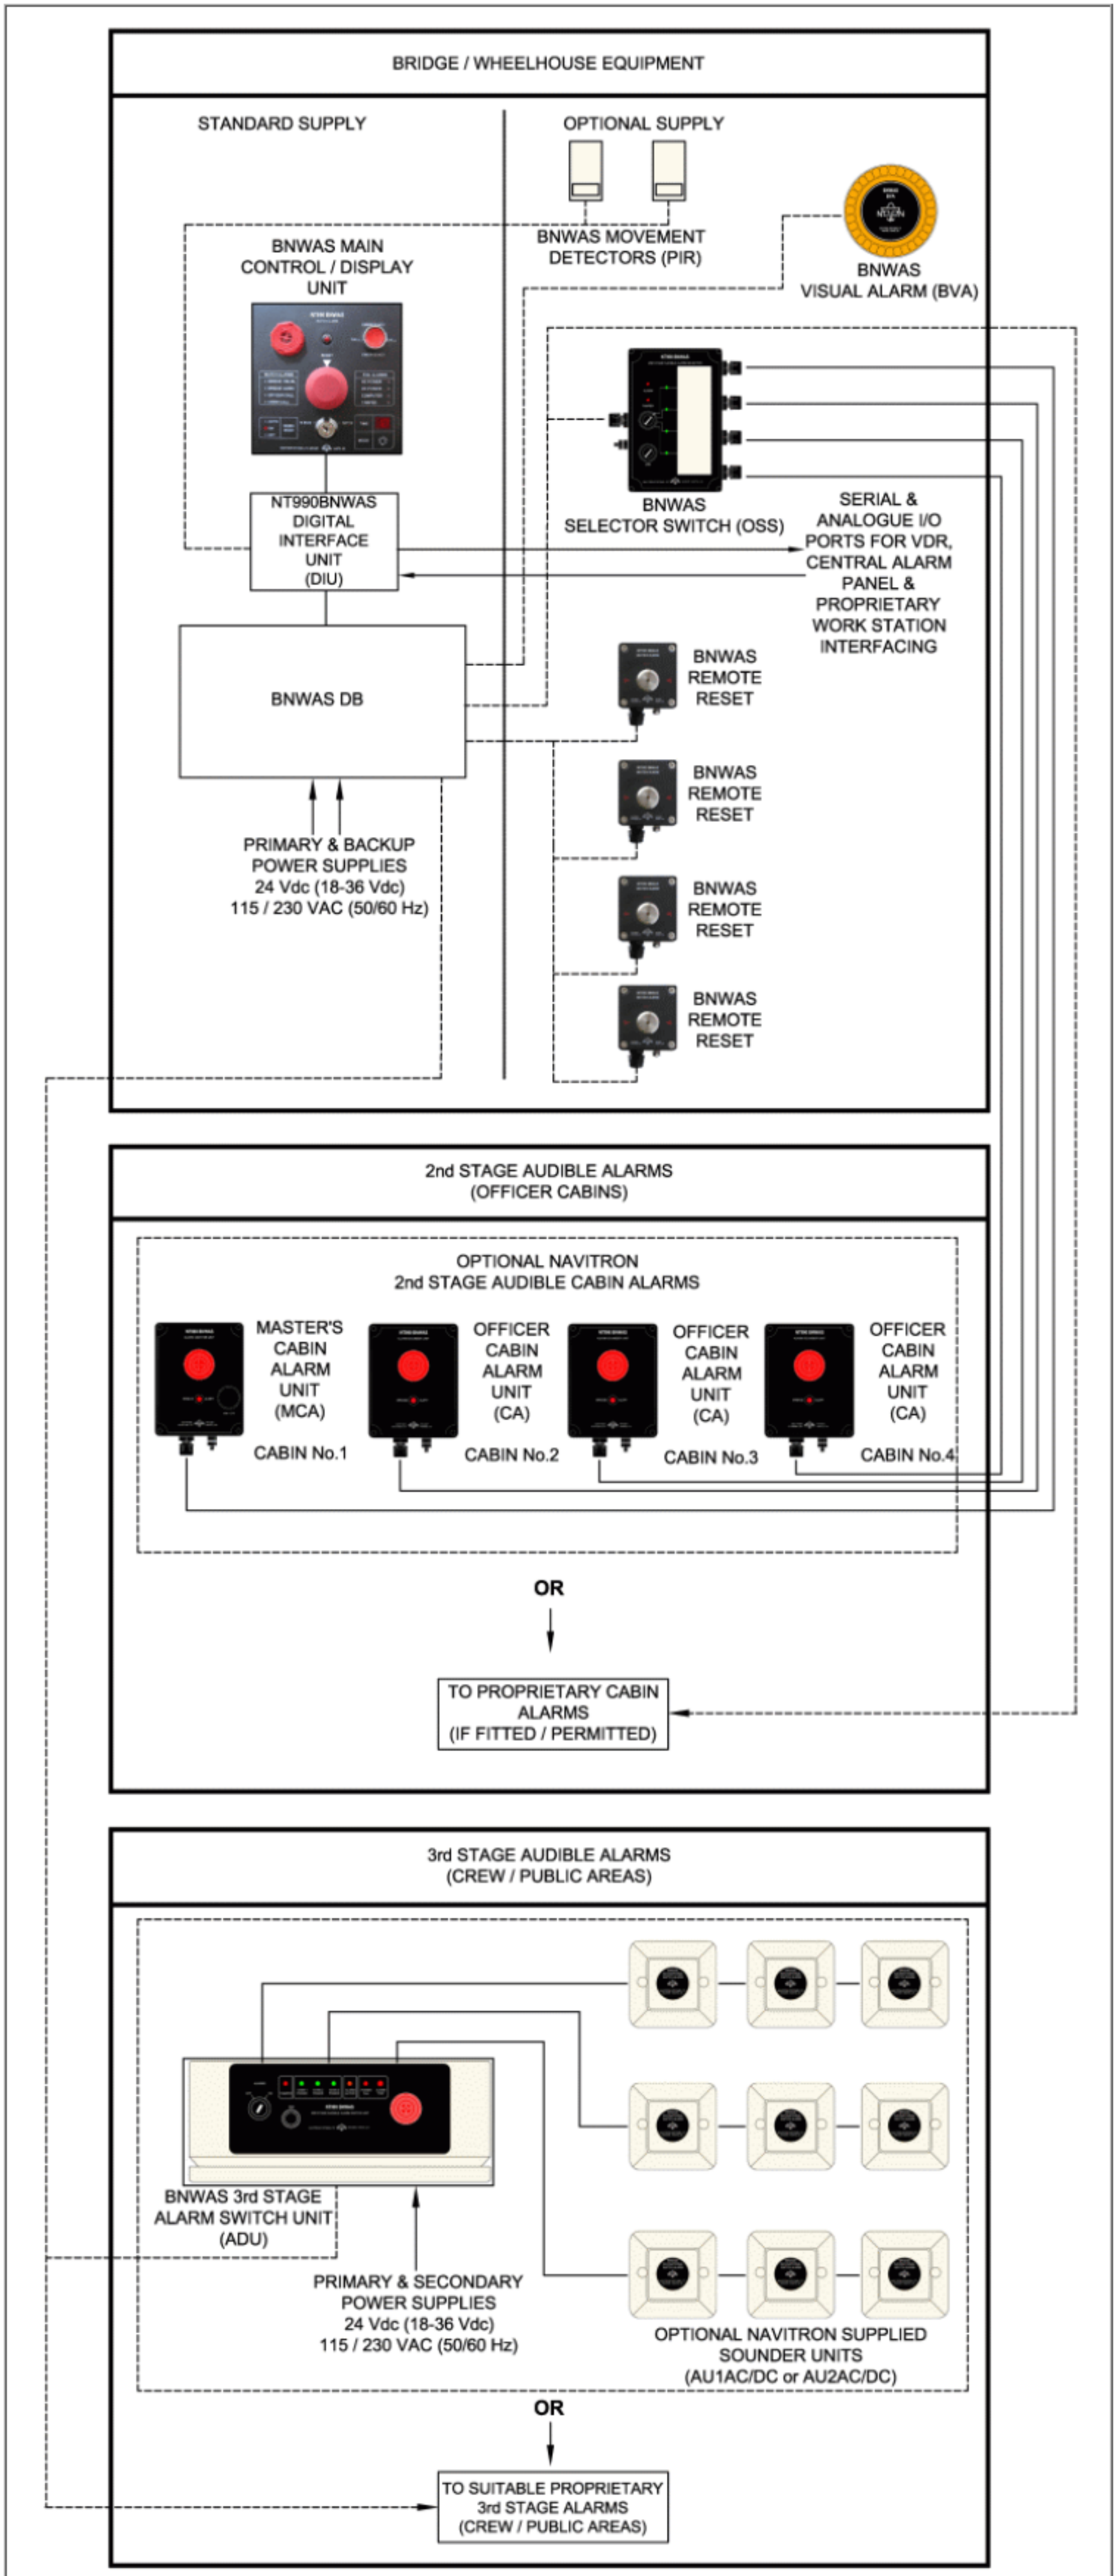 BRIDGE / WHEELHOUSE EQUIPMENT
STANDARD SUPPLY
OPTIONAL SUPPLY
BNWAS MOVEMENT
DETECTORS (PIR)
BNWAS
VISUAL ALARM (BVA)
BNWAS MAIN
CONTROL / DISPLAY
UNIT
NT990 BNWAS
BNWAS
SELECTOR SWITCH (OSS)
NT990BNWAS
DIGITAL
INTERFACE
UNIT
(DIU)
SERIAL &
ANALOGUE I/O
PORTS FOR VDR,
CENTRAL ALARM
PANEL &
PROPRIETARY
WORK STATION
INTERFACING
BNWAS DB
BNWAS
REMOTE
RESET
BNWAS
REMOTE
RESET
BNWAS
REMOTE
RESET
BNWAS
REMOTE
RESET
PRIMARY & BACKUP
POWER SUPPLIES
24 Vdc (18-36 Vdc)
115 / 230 VAC (50/60 Hz)
2nd STAGE AUDIBLE ALARMS
(OFFICER CABINS)
OPTIONAL NAVITRON
2nd STAGE AUDIBLE CABIN ALARMS
MASTER'S
CABIN
ALARM
UNIT
(MCA)
CABIN No.1
OFFICER
CABIN
ALARM
UNIT
(CA)
CABIN No.2
OFFICER
CABIN
ALARM
UNIT
(CA)
CABIN No.3
OFFICER
CABIN
ALARM
UNIT
(CA)
CABIN No.4
OR
TO PROPRIETARY CABIN
ALARMS
(IF FITTED / PERMITTED)
3rd STAGE AUDIBLE ALARMS
(CREW / PUBLIC AREAS)
BNWAS 3rd STAGE
ALARM SWITCH UNIT
(ADU)
PRIMARY & SECONDARY
POWER SUPPLIES
24 Vdc (18-36 Vdc)
115 / 230 VAC (50/60 Hz)
OPTIONAL NAVITRON SUPPLIED
SOUNDER UNITS
(AU1AC/DC or AU2AC/DC)
OR
TO SUITABLE PROPRIETARY
3rd STAGE ALARMS
(CREW / PUBLIC AREAS)